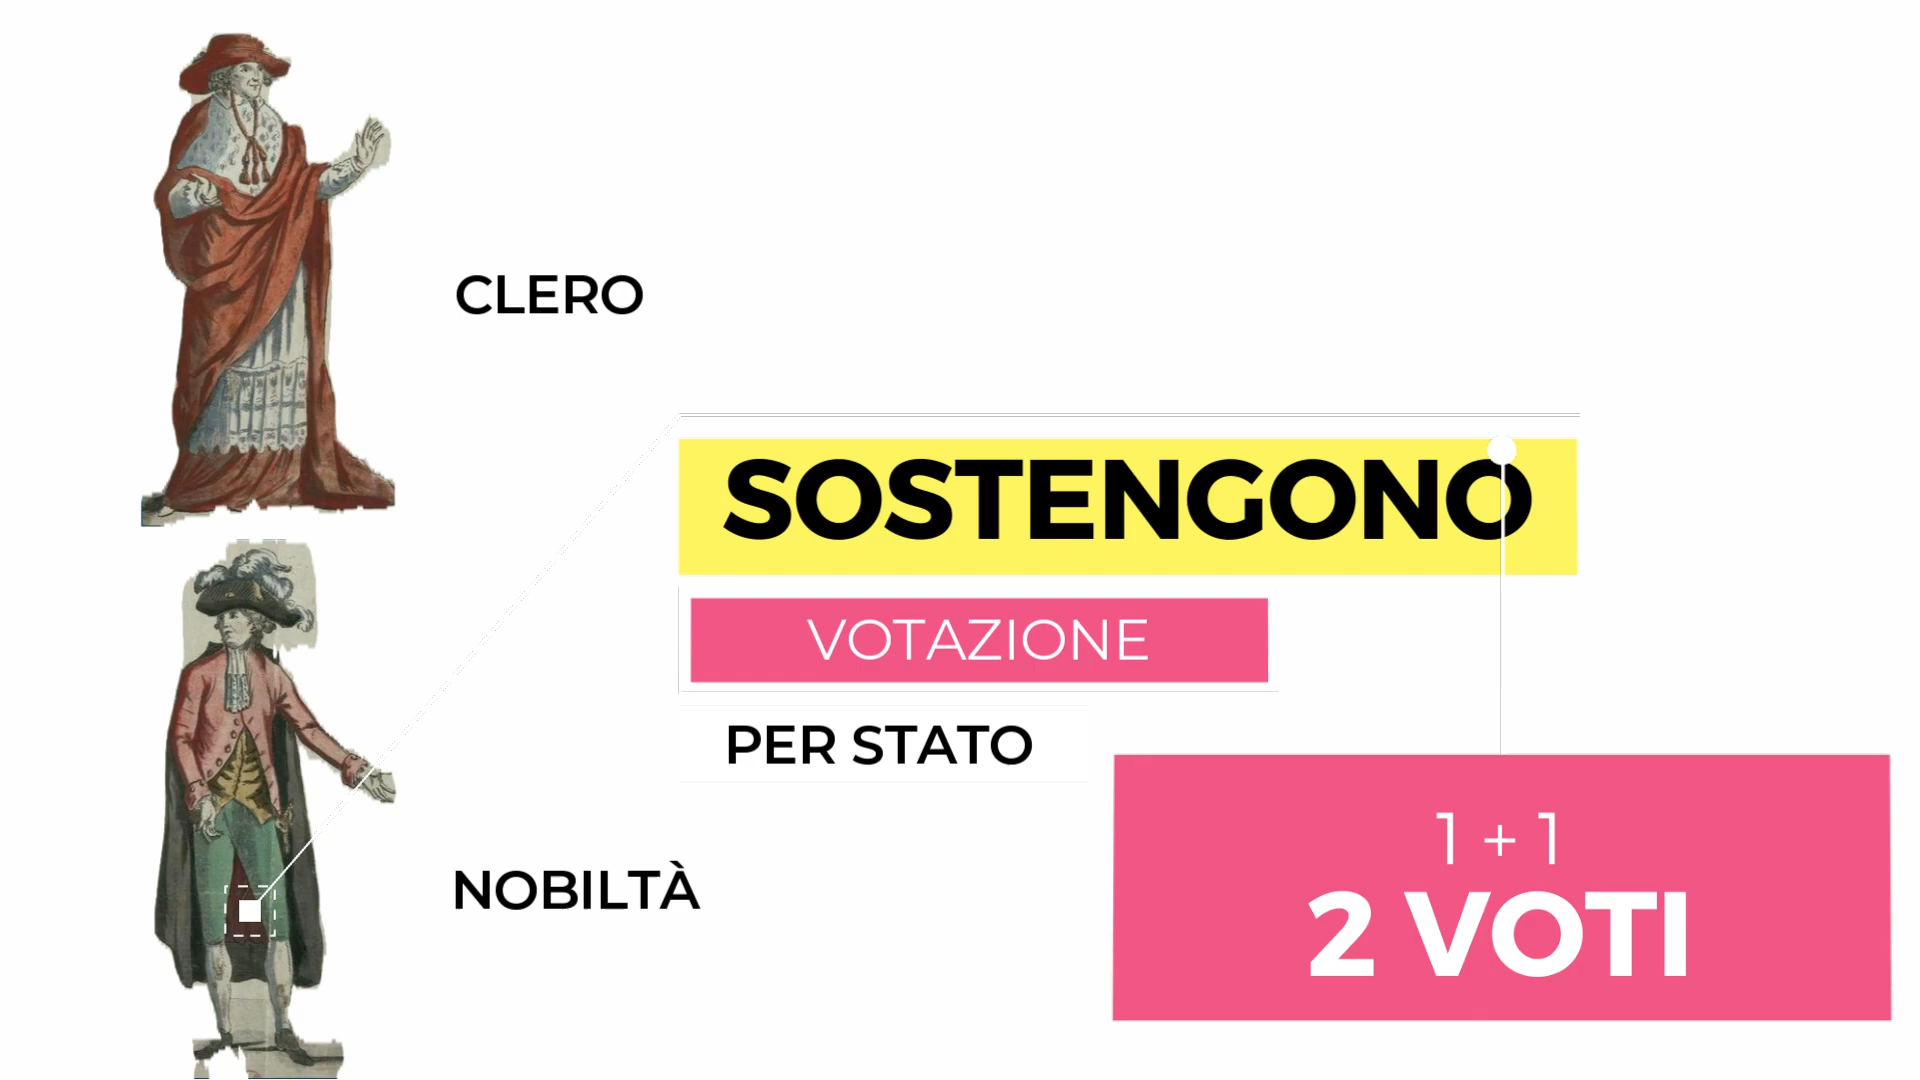 CLERO
SOSTENGONO
VOTAZIONE
PER STATO
NOBILTÀ
1 + 1
2 VOTI